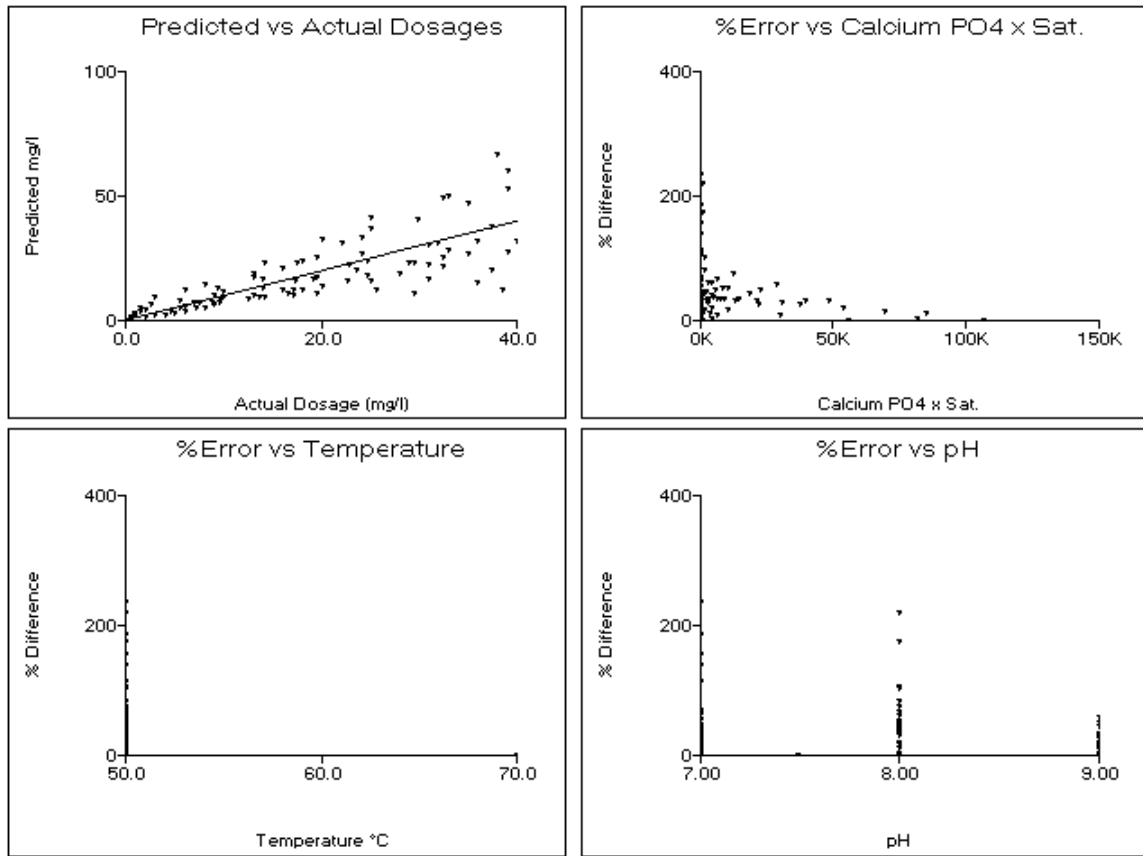 Predicted vs Actual Dosages
100
50
0
Predicted mg/l
0.0 20.0 40.0
Actual Dosage (mg/l)
%Error vs Calcium PO4 x Sat.
400
200
0
% Difference
0K 50K 100K 150K
Calcium PO4 x Sat.
%Error vs Temperature
400
200
0
% Difference
50.0 60.0 70.0
Temperature °C
%Error vs pH
400
200
0
% Difference
7.00 8.00 9.00
pH